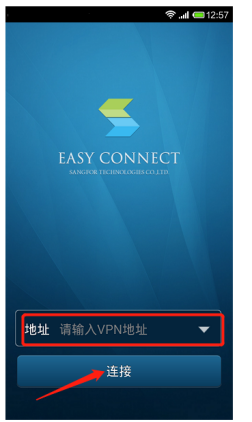 12:57
EASY CONNECT
SANGFOR TECHNOLOGIES CO.,LTD.
地址 请输入VPN地址
连接